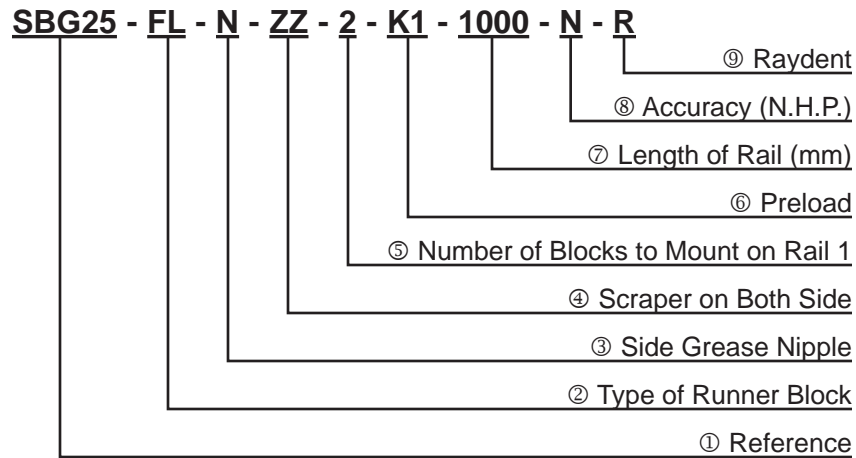 SBG25 - FL - N - ZZ - 2 - K1 - 1000 - N - R
⑨ Raydent
⑧ Accuracy (N.H.P.)
⑦ Length of Rail (mm)
⑥ Preload
⑤ Number of Blocks to Mount on Rail 1
④ Scraper on Both Side
③ Side Grease Nipple
② Type of Runner Block
① Reference